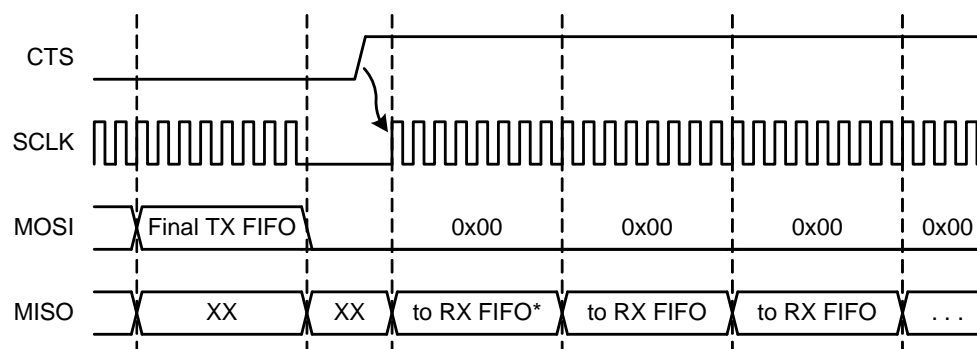 CTS
SCLK
MOSI Final TX FIFO 0x00 0x00 0x00 0x00
MISO XX XX to RX FIFO* to RX FIFO to RX FIFO . . .